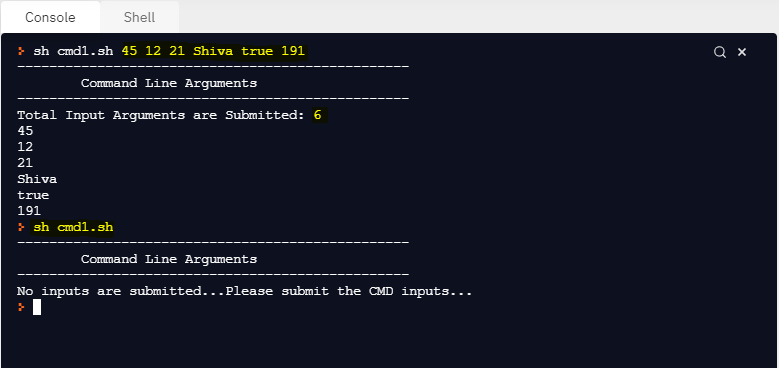 Console Shell
sh cmd1.sh 45 12 21 Shiva true 191
-------------------------------------------------
Command Line Arguments
-------------------------------------------------
Total Input Arguments are Submitted: 6
45
12
21
Shiva
true
191
sh cmd1.sh
-------------------------------------------------
Command Line Arguments
-------------------------------------------------
No inputs are submitted...Please submit the CMD inputs...